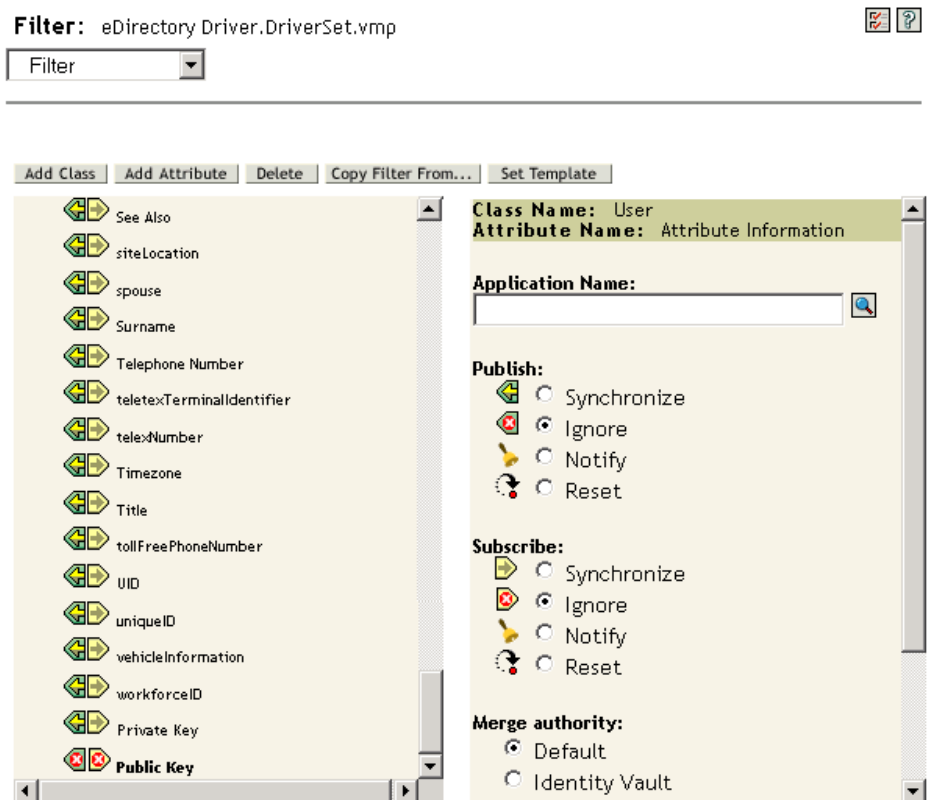 Filter: eDirectory Driver.DriverSet.vmp
?
Filter
Add Class Add Attribute Delete Copy Filter From... Set Template
See Also
siteLocation
spouse
Surname
Telephone Number
teletexTerminalIdentifier
telexNumber
Timezone
Title
tollFreePhoneNumber
UID
uniqueID
vehicleInformation
workforceID
Private Key
Public Key
Class Name: User
Attribute Name: Attribute Information
Application Name:
Publish:
Synchronize
Ignore
Notify
Reset
Subscribe:
Synchronize
Ignore
Notify
Reset
Merge authority:
Default
Identity Vault